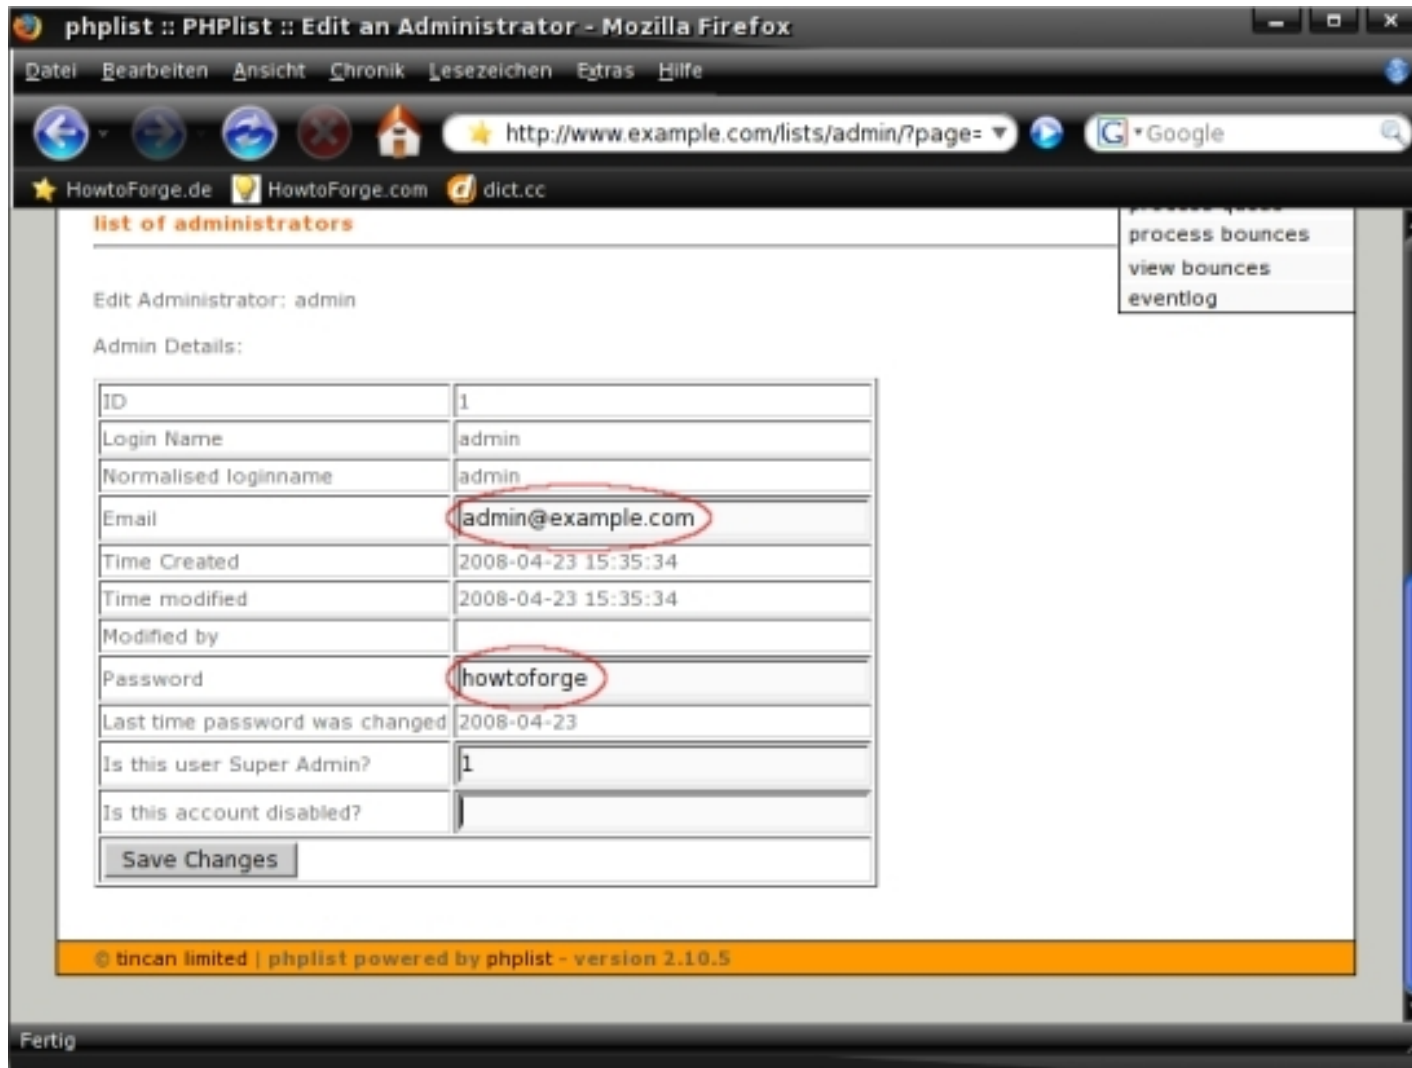 phplist :: PHPlist :: Edit an Administrator - Mozilla Firefox
Datei Bearbeiten Ansicht Chronik Lesezeichen Extras Hilfe
http://www.example.com/lists/admin/?page= G Google
HowtoForge.de HowtoForge.com d dict.cc
process queue
list of administrators
process bounces
view bounces
eventlog
Edit Administrator: admin
Admin Details:
ID 1
Login Name admin
Normalised loginname admin
Email admin@example.com
Time Created 2008-04-23 15:35:34
Time modified 2008-04-23 15:35:34
Modified by
Password howtoforge
Last time password was changed 2008-04-23
Is this user Super Admin? 1
Is this account disabled?
Save Changes
© tincan limited | phplist powered by phplist - version 2.10.5
Fertig